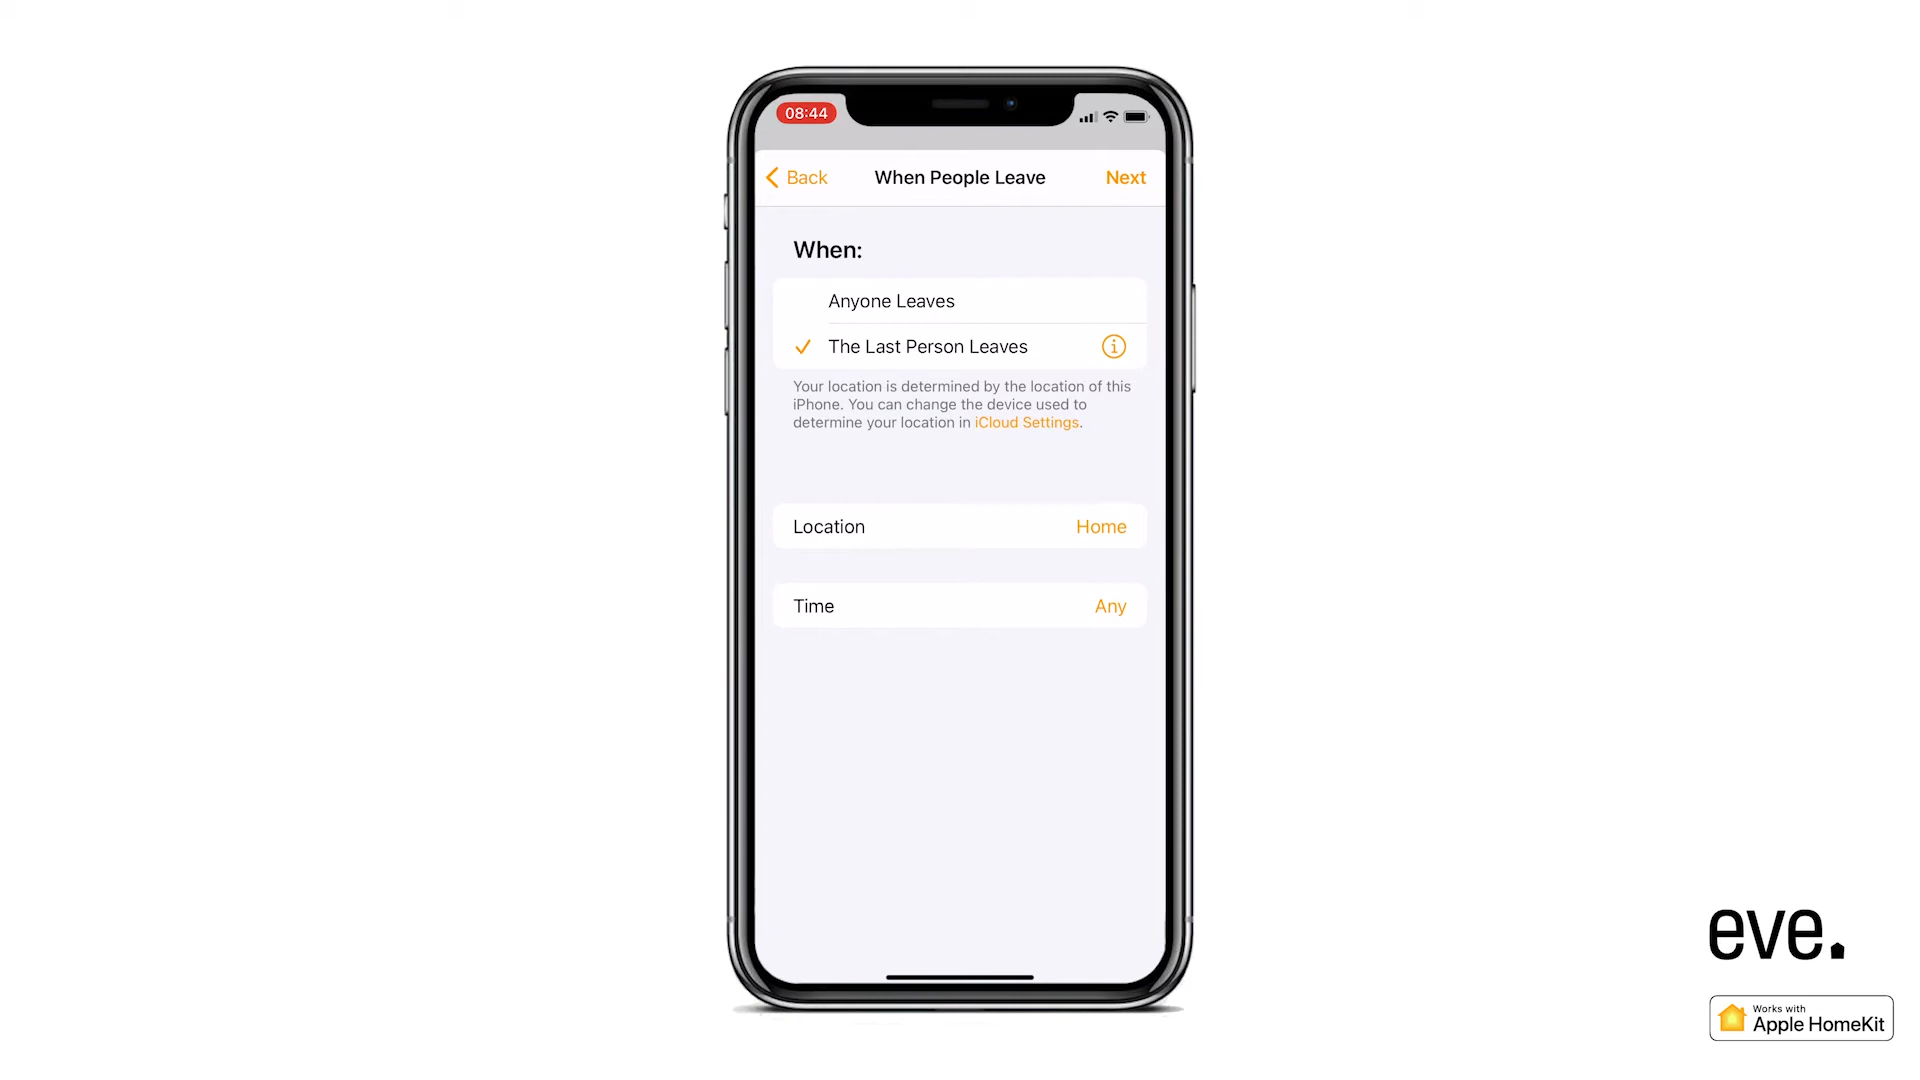 08:44
Back
When People Leave
Next
When:
Anyone Leaves
The Last Person Leaves
Your location is determined by the location of this
iPhone. You can change the device used to
determine your location in iCloud Settings.
Location
Home
Time
Any
eve.
Works with
Apple HomeKit